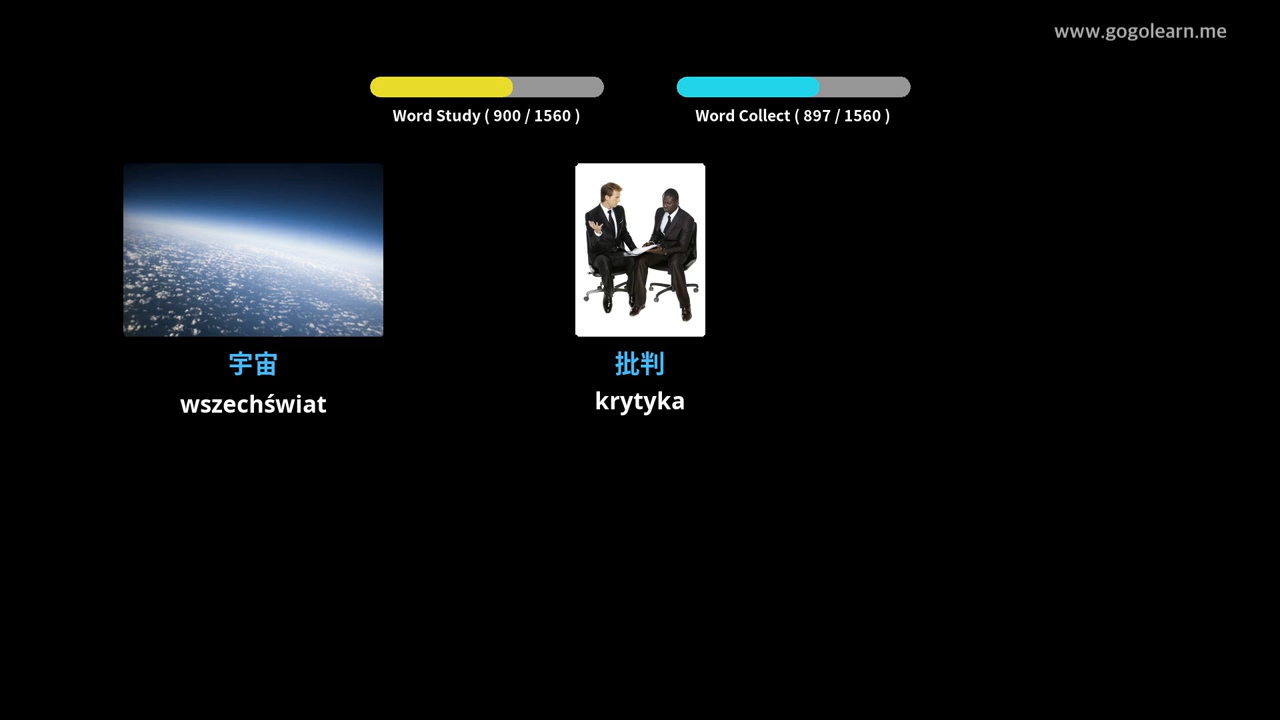 www.gogolearn.me
Word Study ( 900 / 1560 )
Word Collect ( 897 / 1560 )
宇宙
wszechświat
批判
krytyka